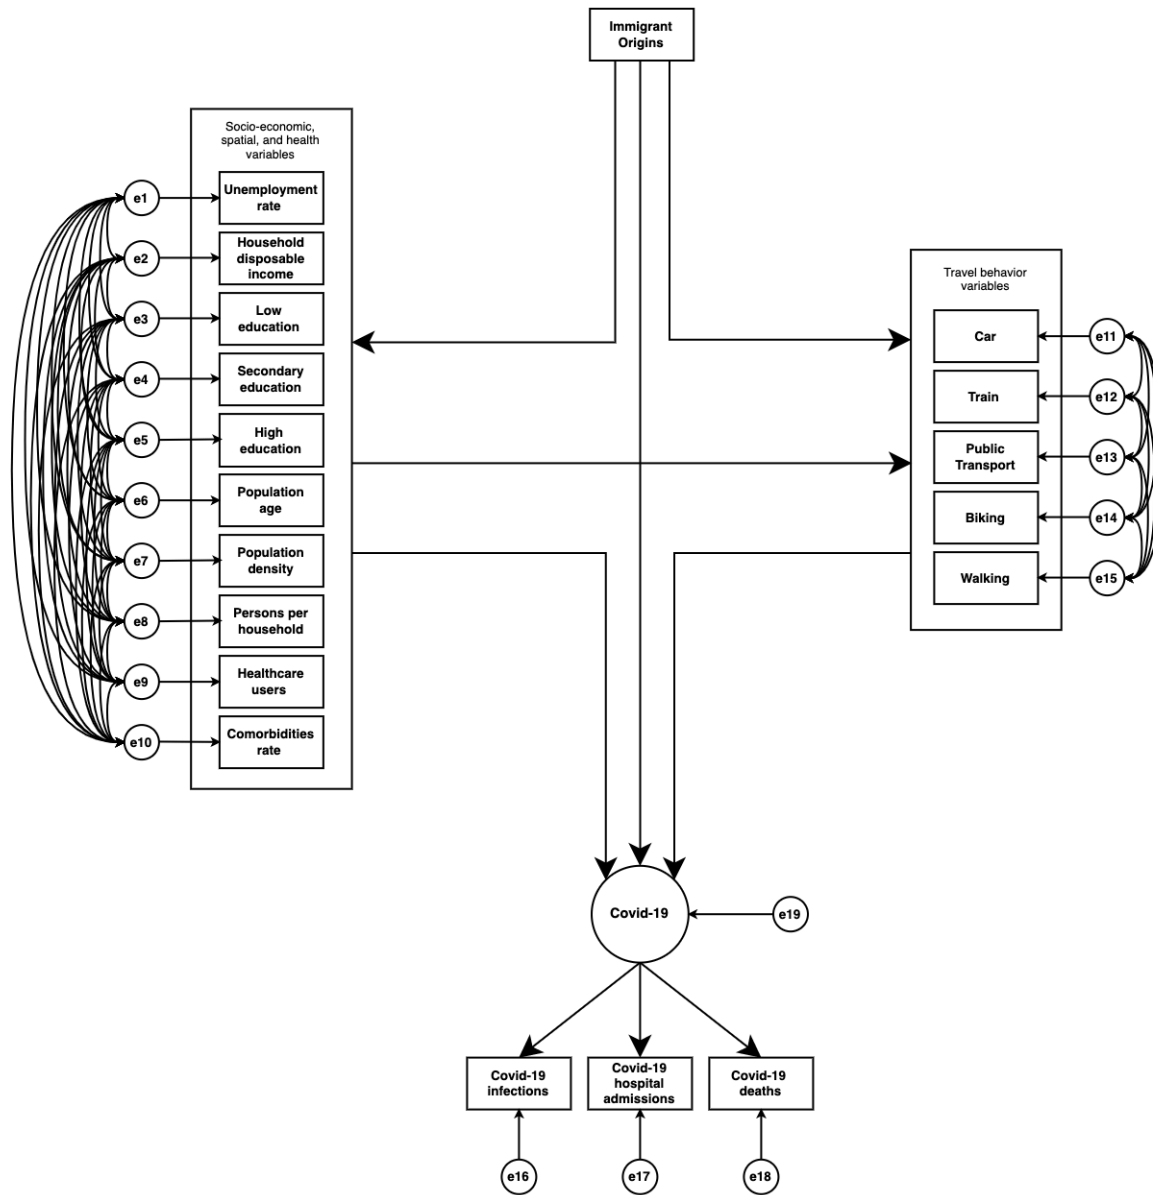 Immigrant
Origins
Socio-economic,
spatial, and health
variables
e1
Unemployment
rate
e2
Household
disposable
income
e3
Low
education
e4
Secondary
education
e5
High
education
e6
Population
age
e7
Population
density
e8
Persons per
household
e9
Healthcare
users
e10
Comorbidities
rate
Travel behavior
variables
Car
e11
Train
e12
Public
Transport
e13
Biking
e14
Walking
e15
Covid-19
e19
Covid-19
infections
Covid-19
hospital
admissions
Covid-19
deaths
e16
e17
e18